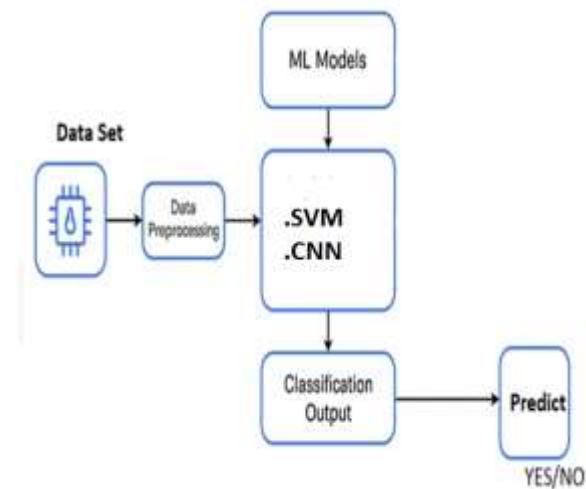 ML Models
Data Set
Data
Preprocessing
.SVM
.CNN
Classification
Output
Predict
YES/NO